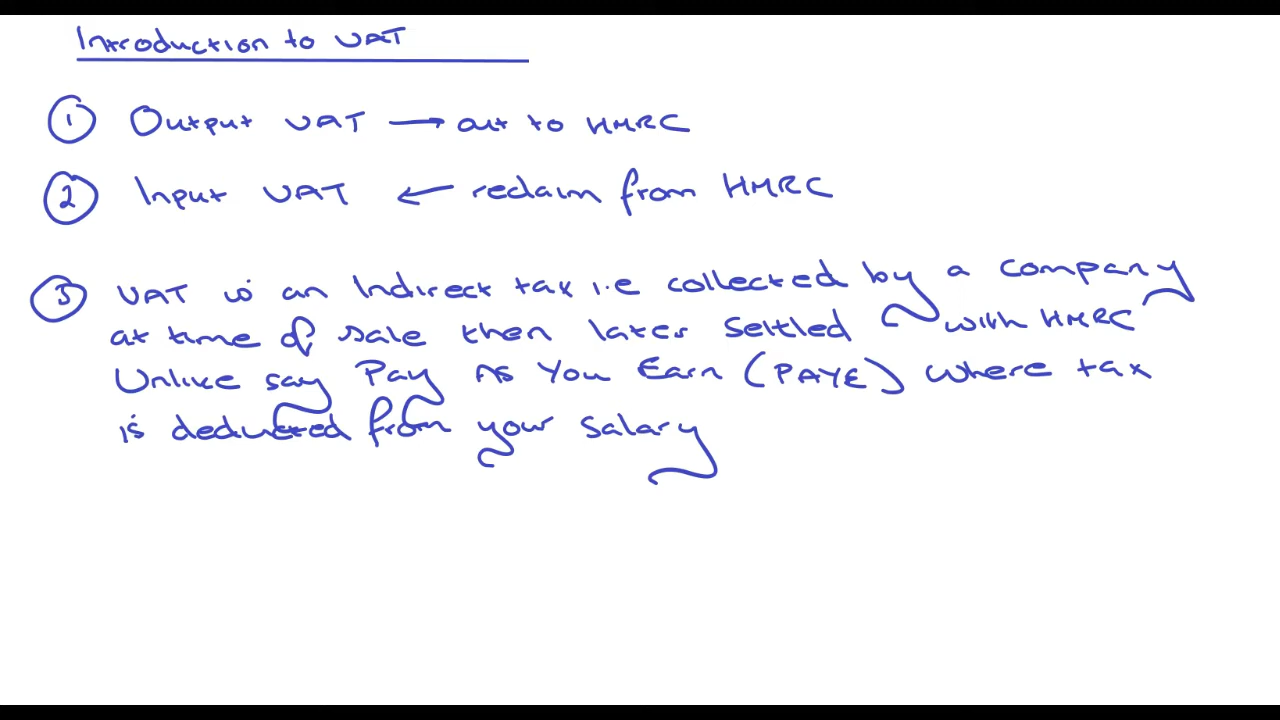 Introduction to VAT
① Output VAT → out to HMRC
② Input VAT ← reclaim from HMRC
③ VAT is an Indirect tax i.e collected by a company
at time of sale then later settled with HMRC
Unlike say Pay As You Earn (PAYE) where tax
is deducted from your salary